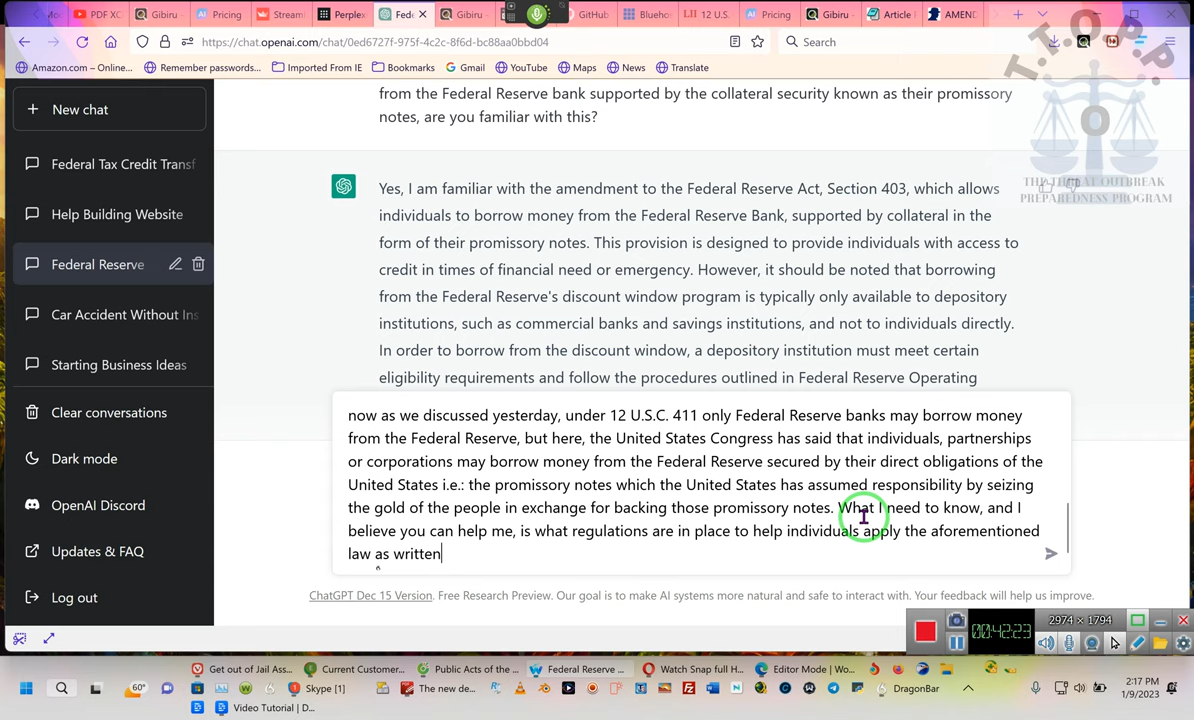 PDF XC
Gibiru
Pricing
Streami
Perplex
Fede
Gibiru
GitHub
Blueho
LII 12 U.S.
Pricing
Gibiru
Article
AMEND
https://chat.openai.com/chat/0ed6727f-975f-4c2c-8f6d-bc88aa0bbd04
Search
Amazon.com – Online...
Remember passwords...
Imported From IE
Bookmarks
Gmail
YouTube
Maps
News
Translate
T.T.O.P.P.
THE THREAT OUTBREAK
PREPAREDNESS PROGRAM
+ New chat
Federal Tax Credit Transf
Help Building Website
Federal Reserve
Car Accident Without Ins
Starting Business Ideas
Clear conversations
Dark mode
OpenAI Discord
Updates & FAQ
Log out
from the Federal Reserve bank supported by the collateral security known as their promissory
notes, are you familiar with this?
Yes, I am familiar with the amendment to the Federal Reserve Act, Section 403, which allows
individuals to borrow money from the Federal Reserve Bank, supported by collateral in the
form of their promissory notes. This provision is designed to provide individuals with access to
credit in times of financial need or emergency. However, it should be noted that borrowing
from the Federal Reserve's discount window program is typically only available to depository
institutions, such as commercial banks and savings institutions, and not to individuals directly.
In order to borrow from the discount window, a depository institution must meet certain
eligibility requirements and follow the procedures outlined in Federal Reserve Operating
now as we discussed yesterday, under 12 U.S.C. 411 only Federal Reserve banks may borrow money
from the Federal Reserve, but here, the United States Congress has said that individuals, partnerships
or corporations may borrow money from the Federal Reserve secured by their direct obligations of the
United States i.e.: the promissory notes which the United States has assumed responsibility by seizing
the gold of the people in exchange for backing those promissory notes. What I need to know, and I
believe you can help me, is what regulations are in place to help individuals apply the aforementioned
law as written
ChatGPT Dec 15 Version. Free Research Preview. Our goal is to make AI systems more natural and safe to interact with. Your feedback will help us improve.
00:42:23
2974 × 1794
Get out of Jail Ass...
Current Customer...
Public Acts of the ...
Federal Reserve ...
Watch Snap full H...
Editor Mode | Wo...
60°
Skype [1]
The new de...
DragonBar
2:17 PM
1/9/2023
Video Tutorial | D...